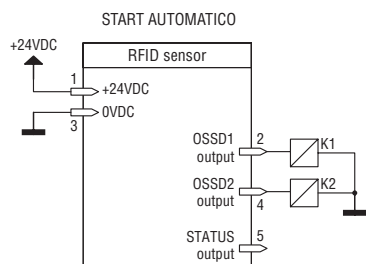 START AUTOMATICO
+24VDC
RFID sensor
1
+24VDC
0VDC
3
OSSD1
output
2
K1
OSSD2
output
4
K2
STATUS
output
5